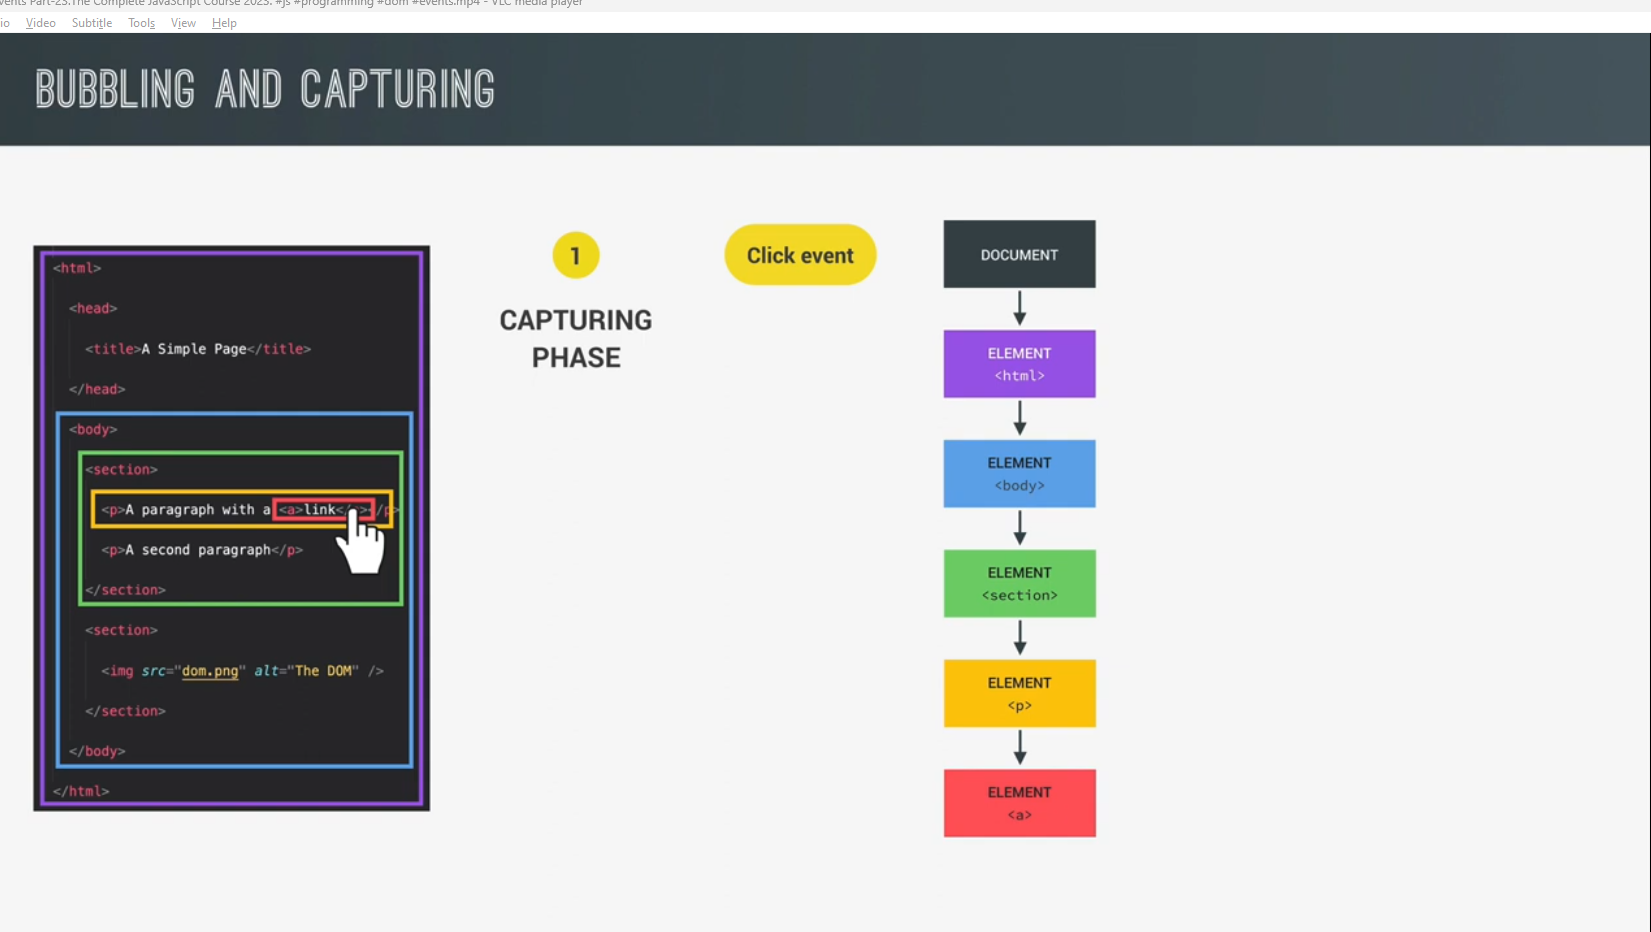 vents Part-23.The Complete JavaScript Course 2023. #js #programming #dom #events.mp4 - VLC media player
io Video Subtitle Tools View Help
BUBBLING AND CAPTURING
<html>
<head>
<title>A Simple Page</title>
</head>
<body>
<section>
<p>A paragraph with a <a>link</a></p>
<p>A second paragraph</p>
</section>
<section>
<img src="dom.png" alt="The DOM" />
</section>
</body>
</html>
1
CAPTURING
PHASE
Click event
DOCUMENT
ELEMENT
<html>
ELEMENT
<body>
ELEMENT
<section>
ELEMENT
<p>
ELEMENT
<a>